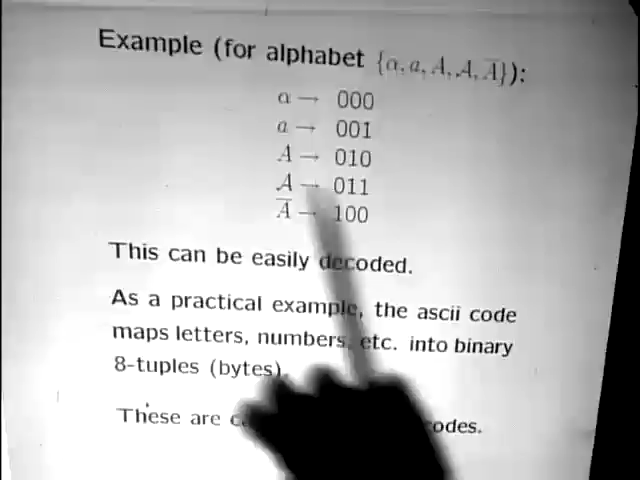 Example (for alphabet {α, a, A, 𝒜, A̅}):
α → 000
a → 001
A → 010
𝒜 → 011
A̅ → 100
This can be easily decoded.
As a practical example, the ascii code
maps letters, numbers, etc. into binary
8-tuples (bytes).
These are